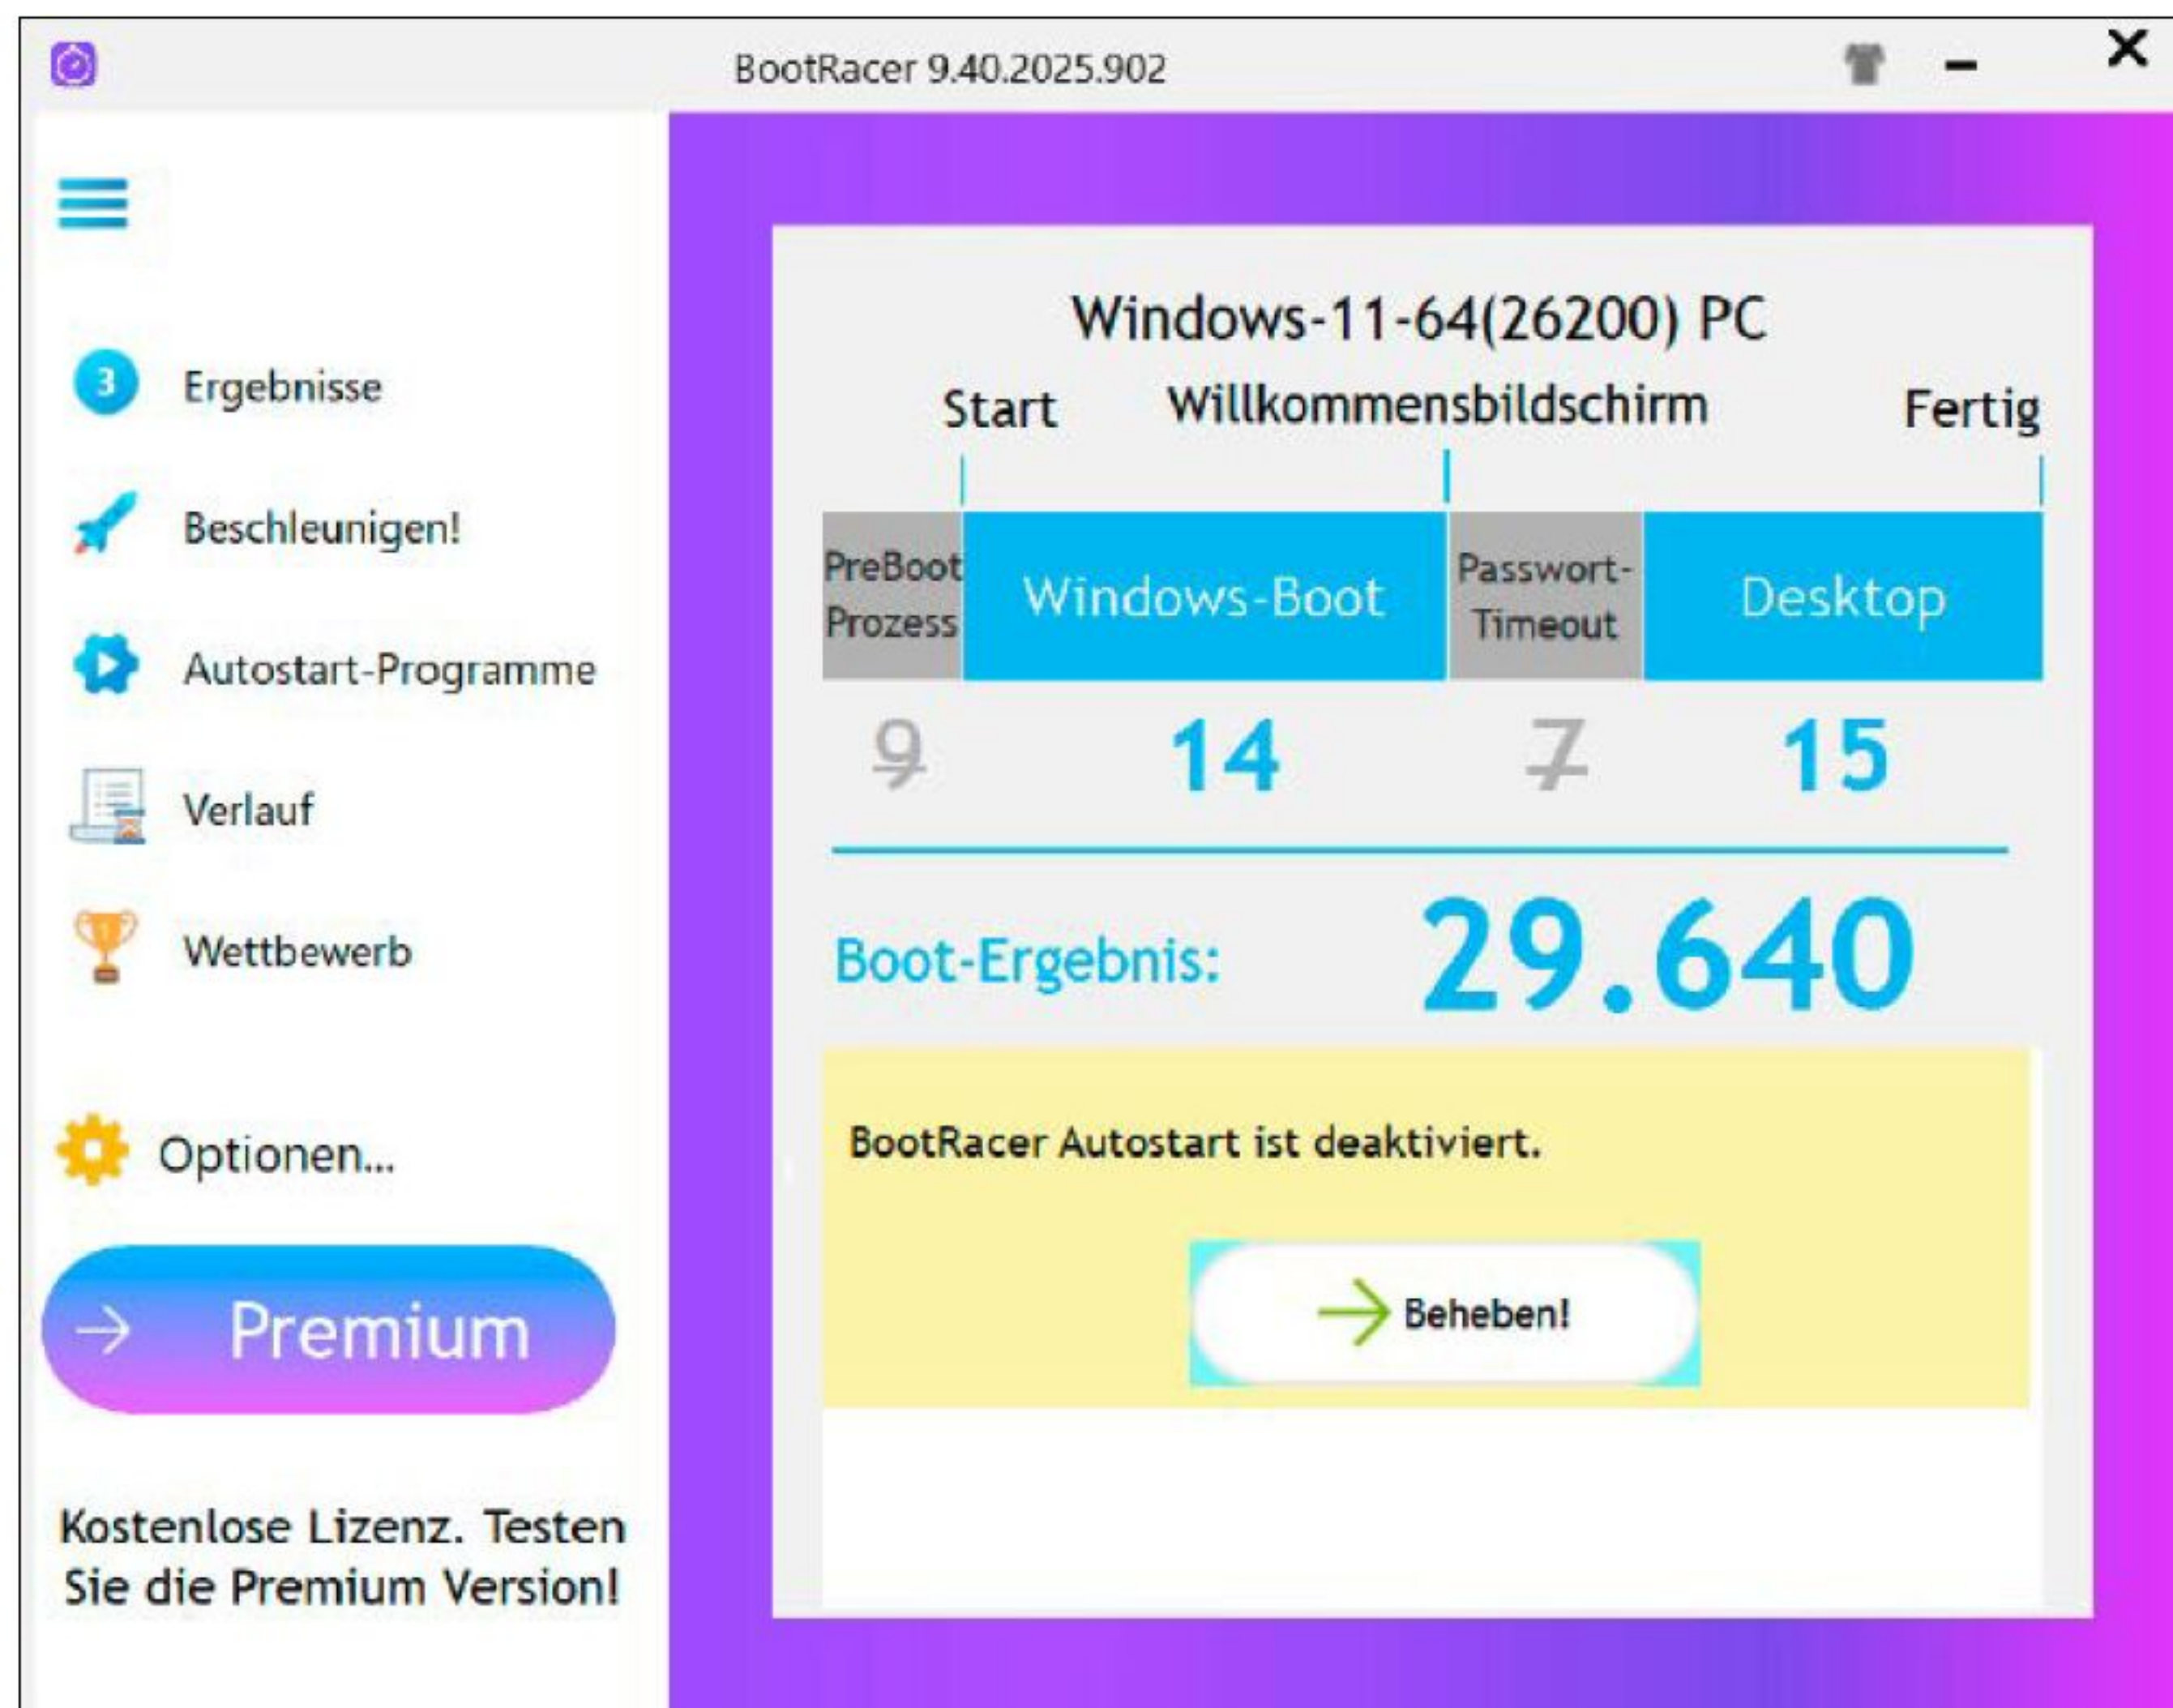 BootRacer 9.40.2025.902
3 Ergebnisse
Beschleunigen!
Autostart-Programme
Verlauf
1
Wettbewerb
Optionen...
Premium
Kostenlose Lizenz. Testen
Sie die Premium Version!
Windows-11-64(26200) PC
Start Willkommensbildschirm Fertig
PreBoot
Prozess
Windows-Boot
Passwort-
Timeout
Desktop
9 14 7 15
Boot-Ergebnis: 29.640
BootRacer Autostart ist deaktiviert.
Beheben!